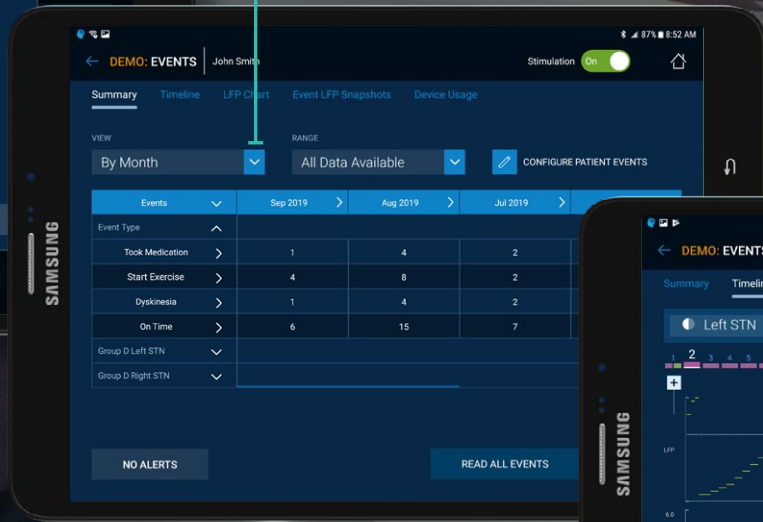 87% 8:52 AM
DEMO: EVENTS John Smith Stimulation On
Summary Timeline LFP Chart Event LFP Snapshots Device Usage
VIEW RANGE
By Month All Data Available CONFIGURE PATIENT EVENTS
Events Sep 2019 Aug 2019 Jul 2019
Event Type
Took Medication 1 4 2
Start Exercise 4 8 2
Dyskinesia 1 4 2
On Time 6 15 7
Group D Left STN
Group D Right STN
NO ALERTS READ ALL EVENTS
SAMSUNG
DEMO: EVENTS
Summary Timelin
Left STN
1 2 3 4 5
LFP
6.0
SAMSUNG